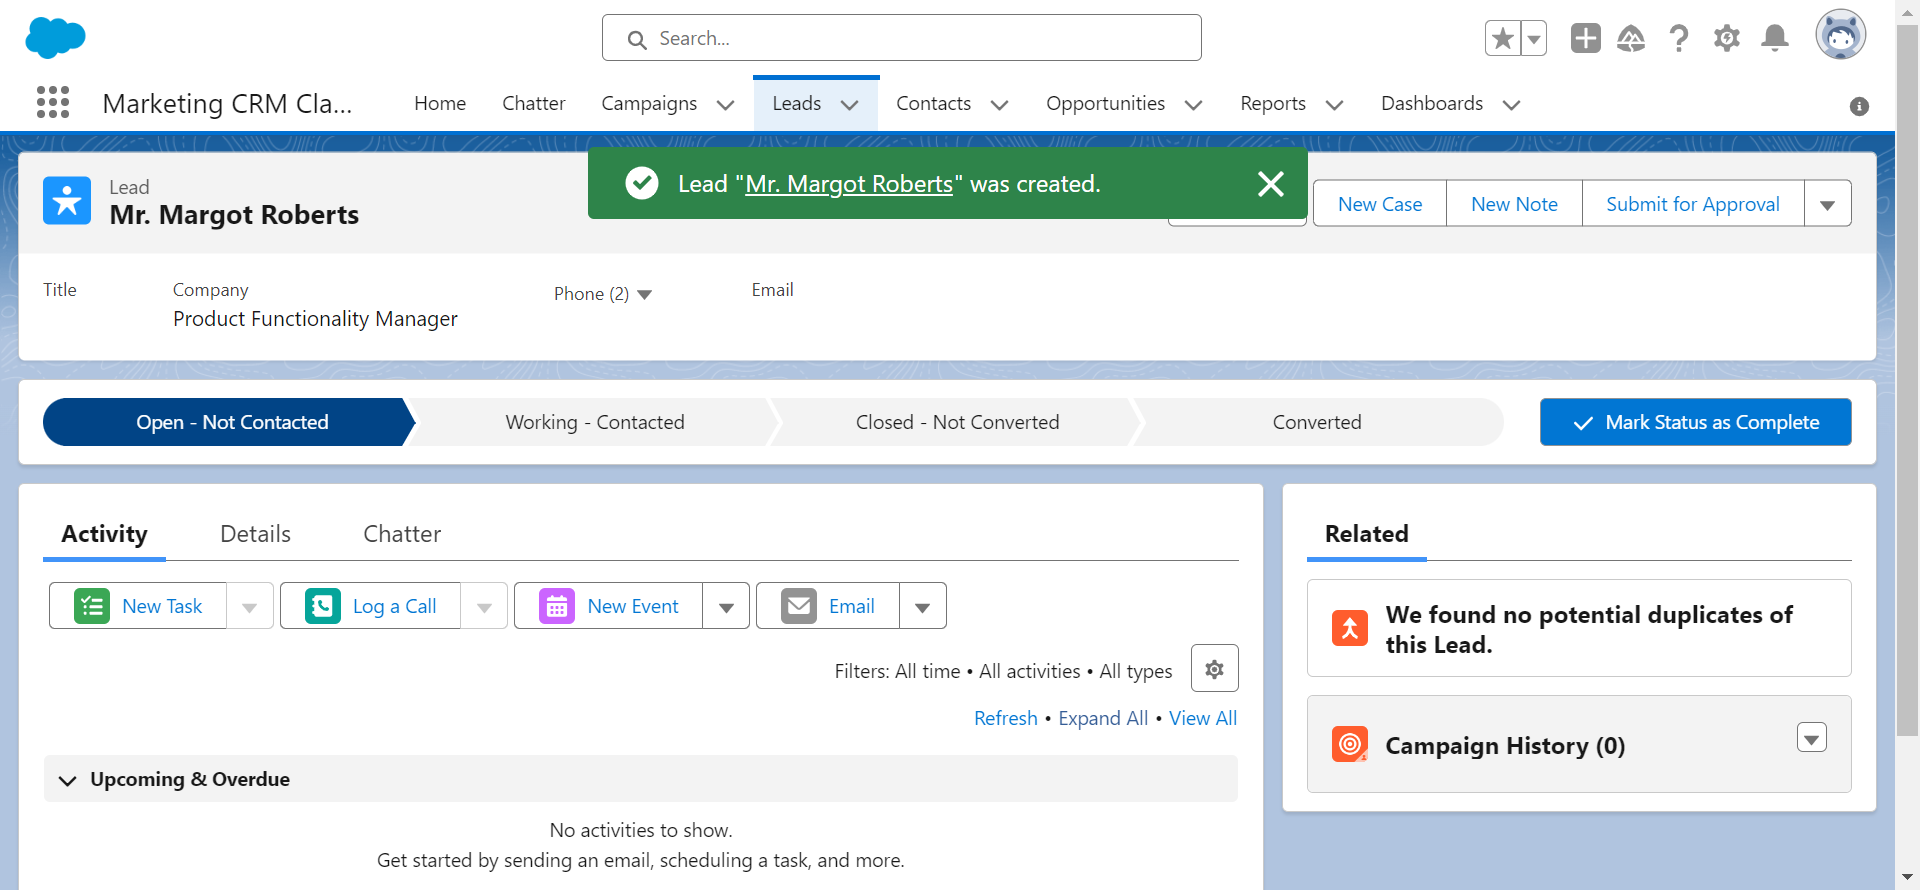 Search...
Marketing CRM Cla...
Home
Chatter
Campaigns
Leads
Contacts
Opportunities
Reports
Dashboards
Lead
Mr. Margot Roberts
Lead "Mr. Margot Roberts" was created.
New Case
New Note
Submit for Approval
Title
Company
Product Functionality Manager
Phone (2)
Email
Open - Not Contacted
Working - Contacted
Closed - Not Converted
Converted
Mark Status as Complete
Activity
Details
Chatter
New Task
Log a Call
New Event
Email
Filters: All time • All activities • All types
Refresh • Expand All • View All
Upcoming & Overdue
No activities to show.
Get started by sending an email, scheduling a task, and more.
Related
We found no potential duplicates of
this Lead.
Campaign History (0)